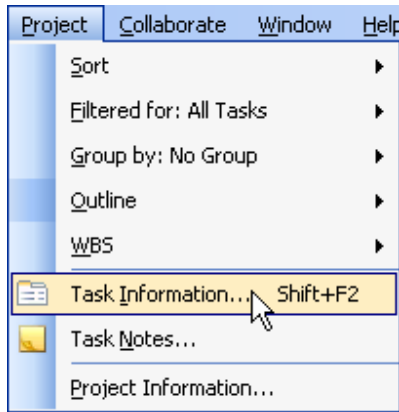 Project Collaborate Window Help
Sort
Filtered for: All Tasks
Group by: No Group
Outline
WBS
Task Information... Shift+F2
Task Notes...
Project Information...